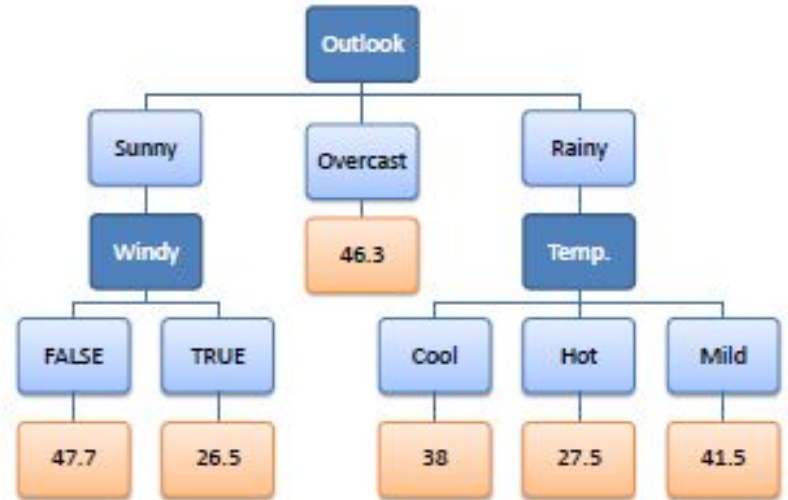 Outlook
Sunny
Overcast
Rainy
Windy
46.3
Temp.
FALSE
TRUE
Cool
Hot
Mild
47.7
26.5
38
27.5
41.5